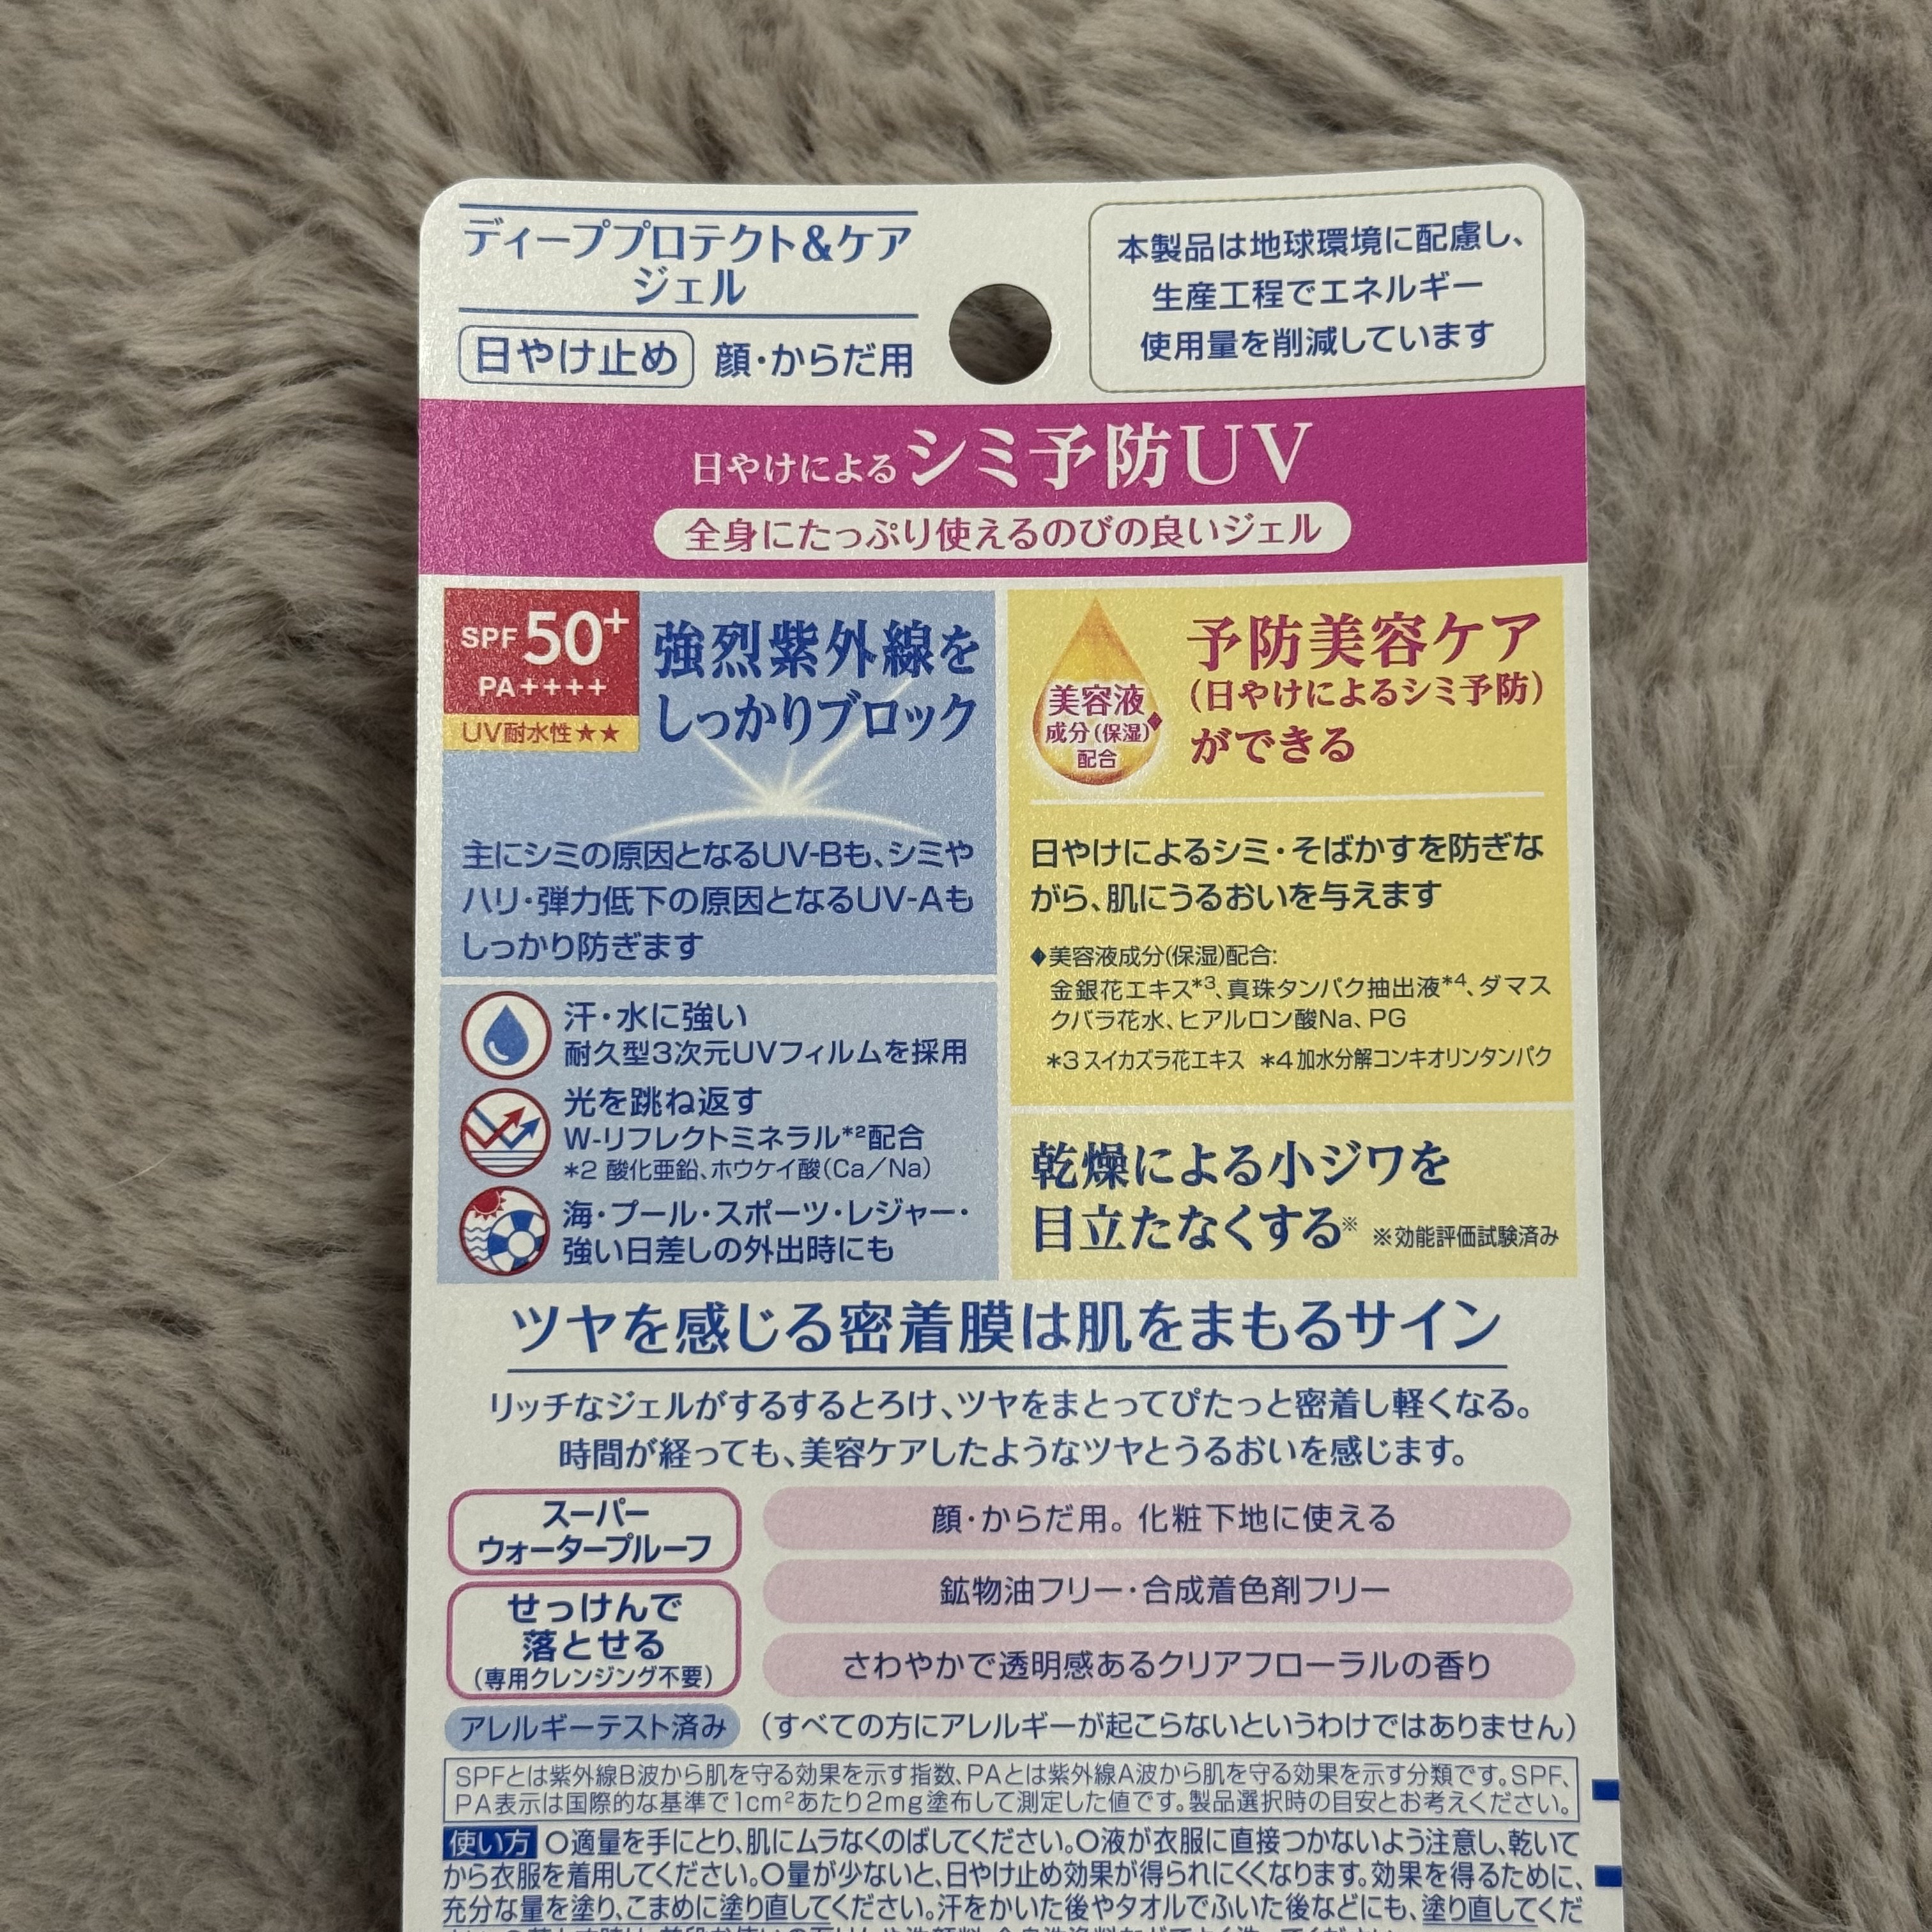 ディーププロテクト&ケア
ジェル
日やけ止め 顔・からだ用
本製品は地球環境に配慮し、
生産工程でエネルギー
使用量を削減しています
日やけによるシミ予防UV
全身にたっぷり使えるのびの良いジェル
SPF50+
PA++++
UV耐水性★★
強烈紫外線を
しっかりブロック
主にシミの原因となるUV-Bも、シミや
ハリ・弾力低下の原因となるUV-Aも
しっかり防ぎます
汗・水に強い
耐久型3次元UVフィルムを採用
光を跳ね返す
W-リフレクトミネラル*2配合
*2 酸化亜鉛、ホウケイ酸(Ca/Na)
海・プール・スポーツ・レジャー・
強い日差しの外出時にも
美容液
成分(保湿)♦
配合
予防美容ケア
(日やけによるシミ予防)
ができる
日やけによるシミ・そばかすを防ぎな
がら、肌にうるおいを与えます
♦美容液成分(保湿)配合:
金銀花エキス*3、真珠タンパク抽出液*4、ダマス
クバラ花水、ヒアルロン酸Na、PG
*3 スイカズラ花エキス *4 加水分解コンキオリンタンパク
乾燥による小ジワを
目立たなくする※ ※効能評価試験済み
ツヤを感じる密着膜は肌をまもるサイン
リッチなジェルがするするとろけ、ツヤをまとってぴたっと密着し軽くなる。
時間が経っても、美容ケアしたようなツヤとうるおいを感じます。
スーパー
ウォータープルーフ
せっけんで
落とせる
(専用クレンジング不要)
顔・からだ用。化粧下地に使える
鉱物油フリー・合成着色剤フリー
さわやかで透明感あるクリアフローラルの香り
アレルギーテスト済み (すべての方にアレルギーが起こらないというわけではありません)
SPFとは紫外線B波から肌を守る効果を示す指数、PAとは紫外線A波から肌を守る効果を示す分類です。SPF、
PA表示は国際的な基準で1cm²あたり2mg塗布して測定した値です。製品選択時の目安とお考えください。
使い方 ○適量を手にとり、肌にムラなくのばしてください。○液が衣服に直接つかないよう注意し、乾いて
から衣服を着用してください。○量が少ないと、日やけ止め効果が得られにくくなります。効果を得るために、
充分な量を塗り、こまめに塗り直してください。汗をかいた後やタオルでふいた後などにも、塗り直してくだ